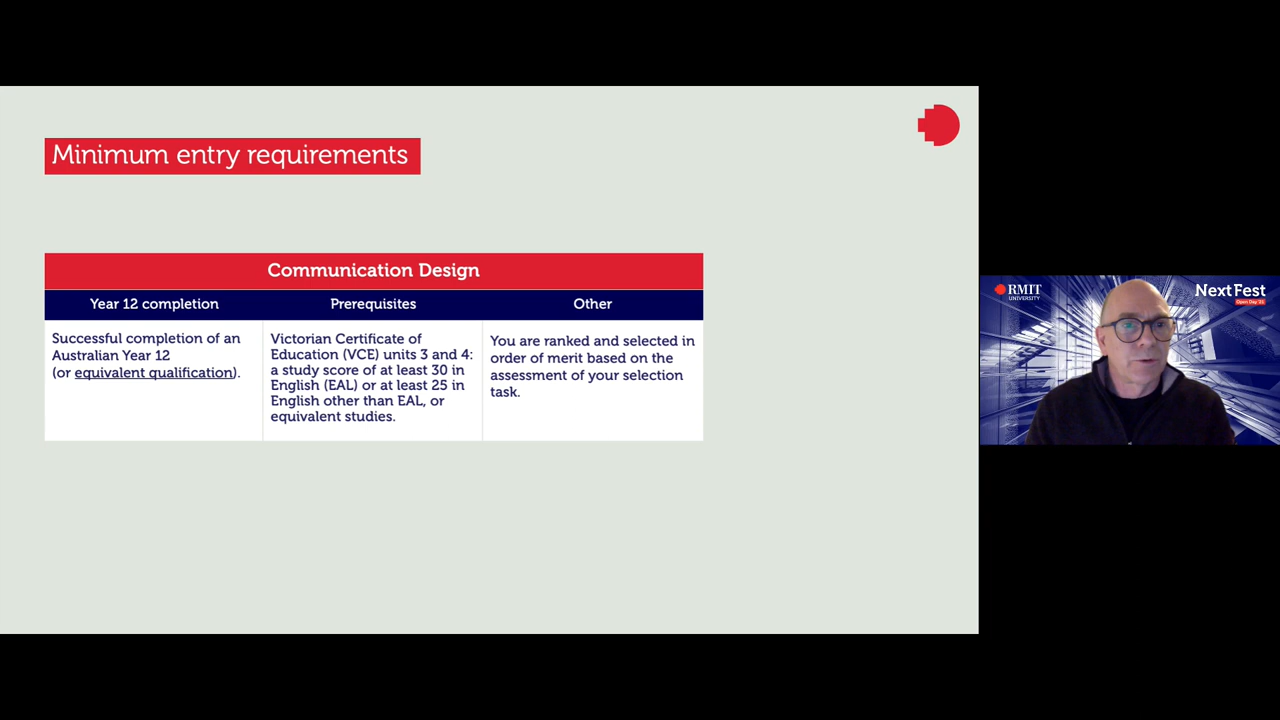 Minimum entry requirements
Communication Design
Year 12 completion
Prerequisites
Other
Successful completion of an
Australian Year 12
(or equivalent qualification).
Victorian Certificate of
Education (VCE) units 3 and 4:
a study score of at least 30 in
English (EAL) or at least 25 in
English other than EAL, or
equivalent studies.
You are ranked and selected in
order of merit based on the
assessment of your selection
task.
RMIT
UNIVERSITY
NextFest
Open Day '21